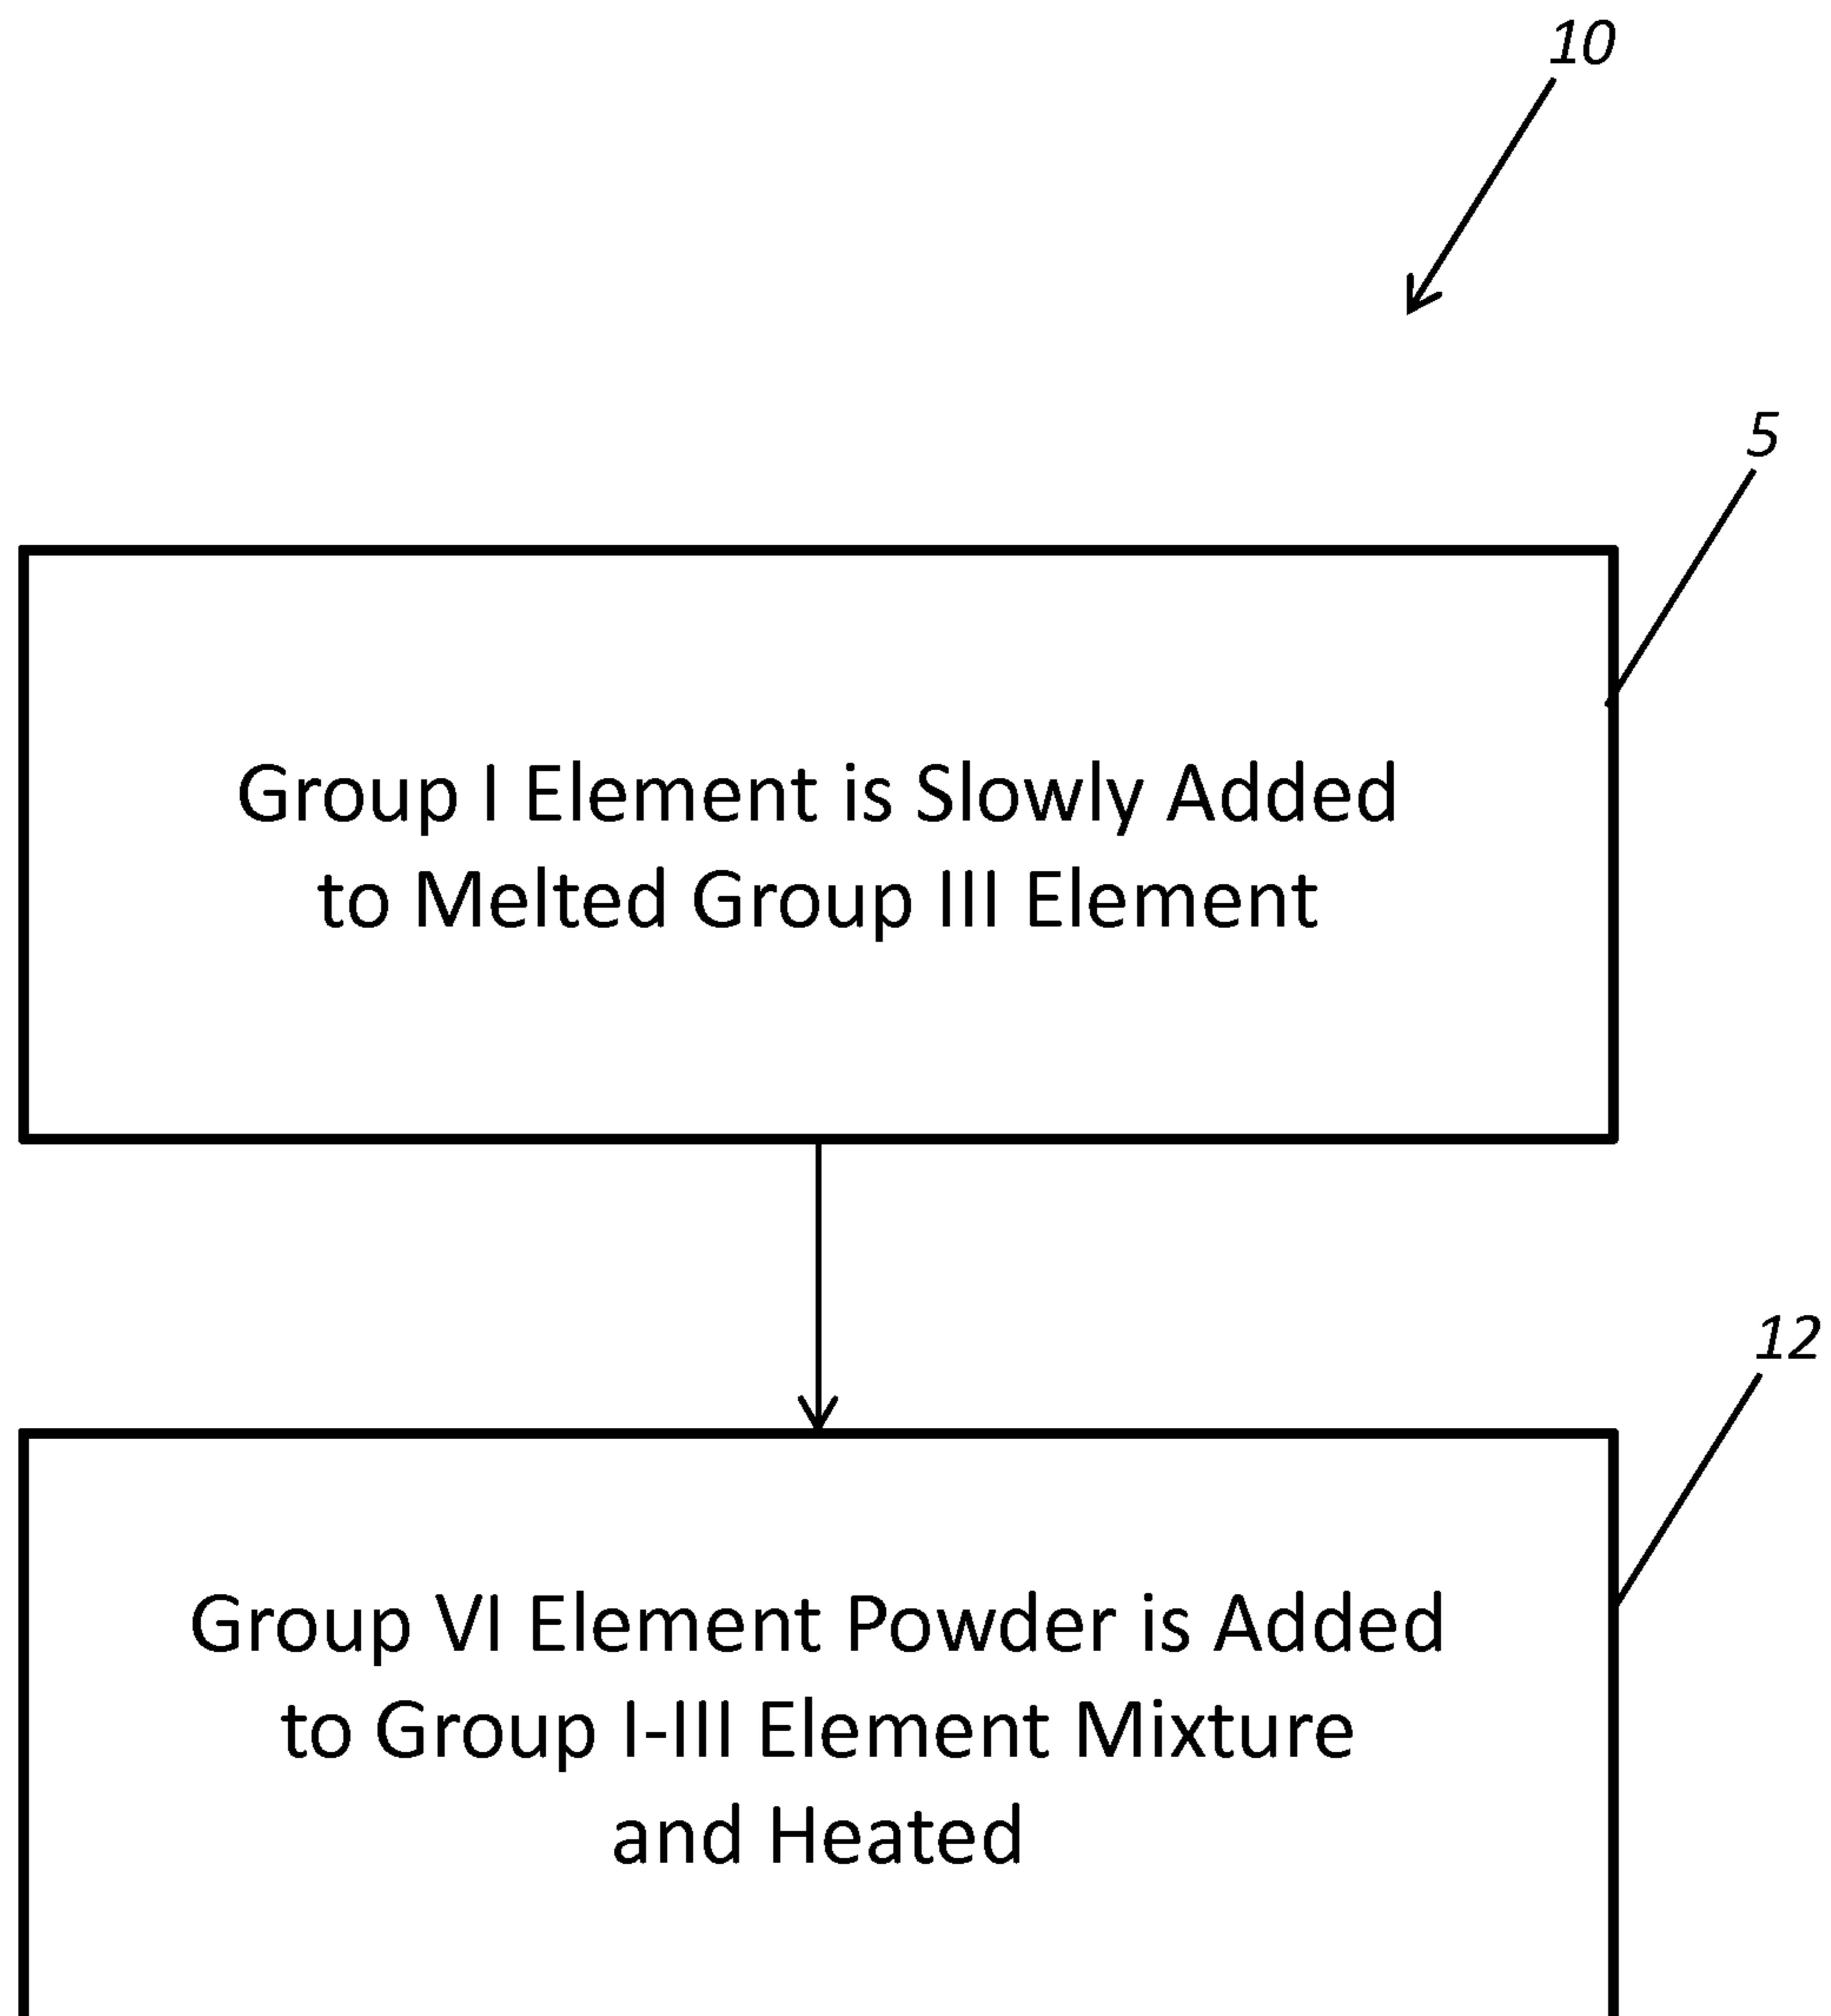 10
5
Group I Element is Slowly Added
to Melted Group III Element
12
Group VI Element Powder is Added
to Group I-III Element Mixture
and Heated